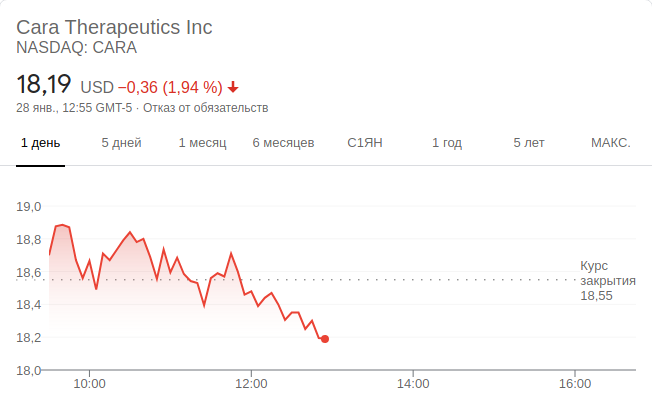 Cara Therapeutics Inc
NASDAQ: CARA
18,19 USD −0,36 (1,94 %)
28 янв., 12:55 GMT-5 · Отказ от обязательств
1 день 5 дней 1 месяц 6 месяцев С1ЯН 1 год 5 лет МАКС.
19,0
18,8
18,6
18,4
18,2
18,0
Курс
закрытия
18,55
10:00 12:00 14:00 16:00